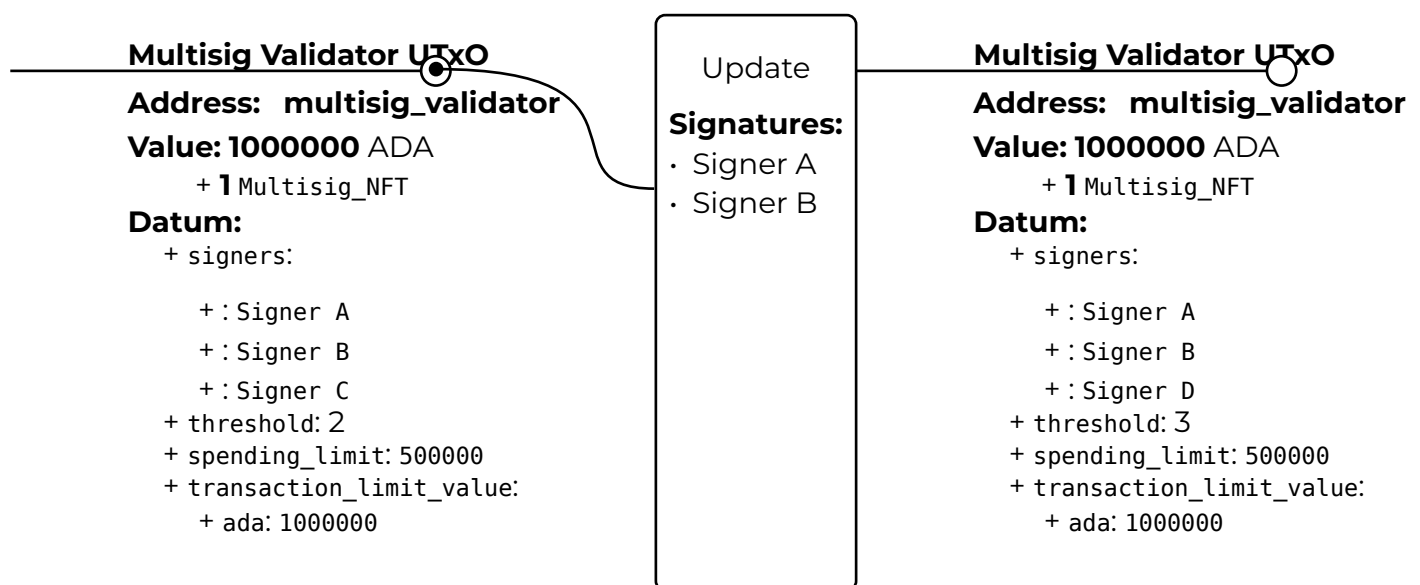 Multisig Validator UTxO
Address: multisig_validator
Value: 1000000 ADA
+ 1 Multisig_NFT
Datum:
+ signers:
+ : Signer A
+ : Signer B
+ : Signer C
+ threshold: 2
+ spending_limit: 500000
+ transaction_limit_value:
+ ada: 1000000
Update
Signatures:
· Signer A
· Signer B
Multisig Validator UTxO
Address: multisig_validator
Value: 1000000 ADA
+ 1 Multisig_NFT
Datum:
+ signers:
+ : Signer A
+ : Signer B
+ : Signer D
+ threshold: 3
+ spending_limit: 500000
+ transaction_limit_value:
+ ada: 1000000